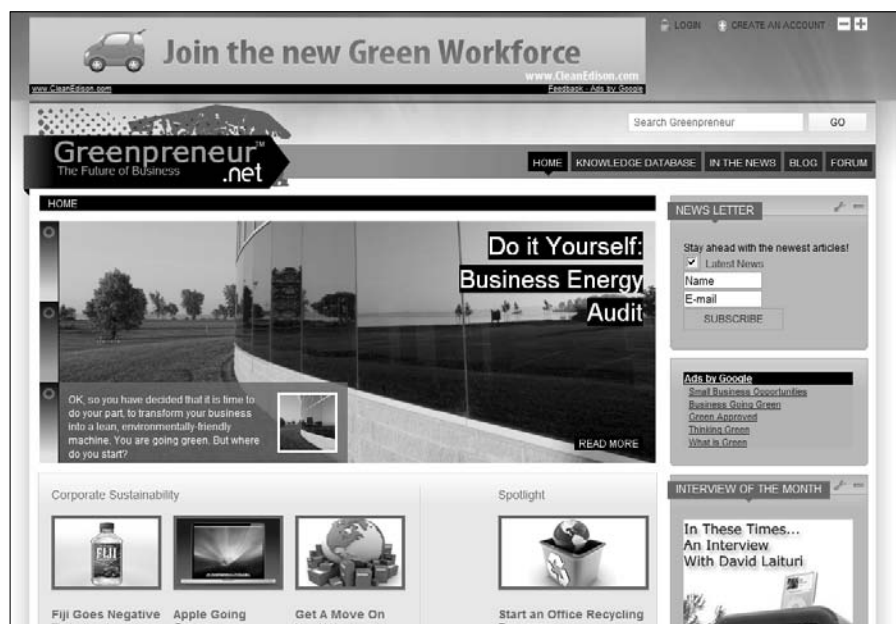 LOGIN
CREATE AN ACCOUNT
Join the new Green Workforce
www.CleanEdison.com
www.CleanEdison.com
Feedback - Ads by Google
Search Greenpreneur
GO
Greenpreneur™
The Future of Business
.net
HOME
KNOWLEDGE DATABASE
IN THE NEWS
BLOG
FORUM
HOME
Do it Yourself:
Business Energy
Audit
OK, so you have decided that it is time to
do your part, to transform your business
into a lean, environmentally-friendly
machine. You are going green. But where
do you start?
READ MORE
NEWS LETTER
Stay ahead with the newest articles!
Latest News
Name
E-mail
SUBSCRIBE
Ads by Google
Small Business Opportunities
Business Going Green
Green Approved
Thinking Green
What is Green
INTERVIEW OF THE MONTH
In These Times...
An Interview
With David Laituri
Corporate Sustainability
Spotlight
FIJI
Fiji Goes Negative
Apple Going
Get A Move On
Start an Office Recycling